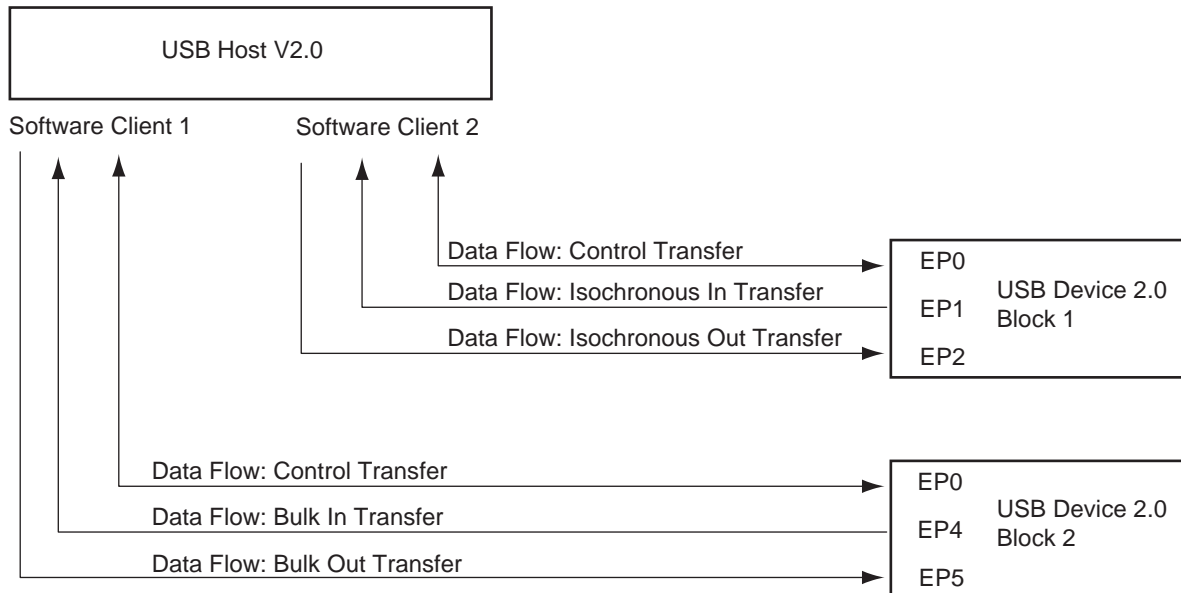 USB Host V2.0
Software Client 1
Software Client 2
Data Flow: Control Transfer
Data Flow: Isochronous In Transfer
Data Flow: Isochronous Out Transfer
EP0
EP1
EP2
USB Device 2.0
Block 1
Data Flow: Control Transfer
Data Flow: Bulk In Transfer
Data Flow: Bulk Out Transfer
EP0
EP4
EP5
USB Device 2.0
Block 2